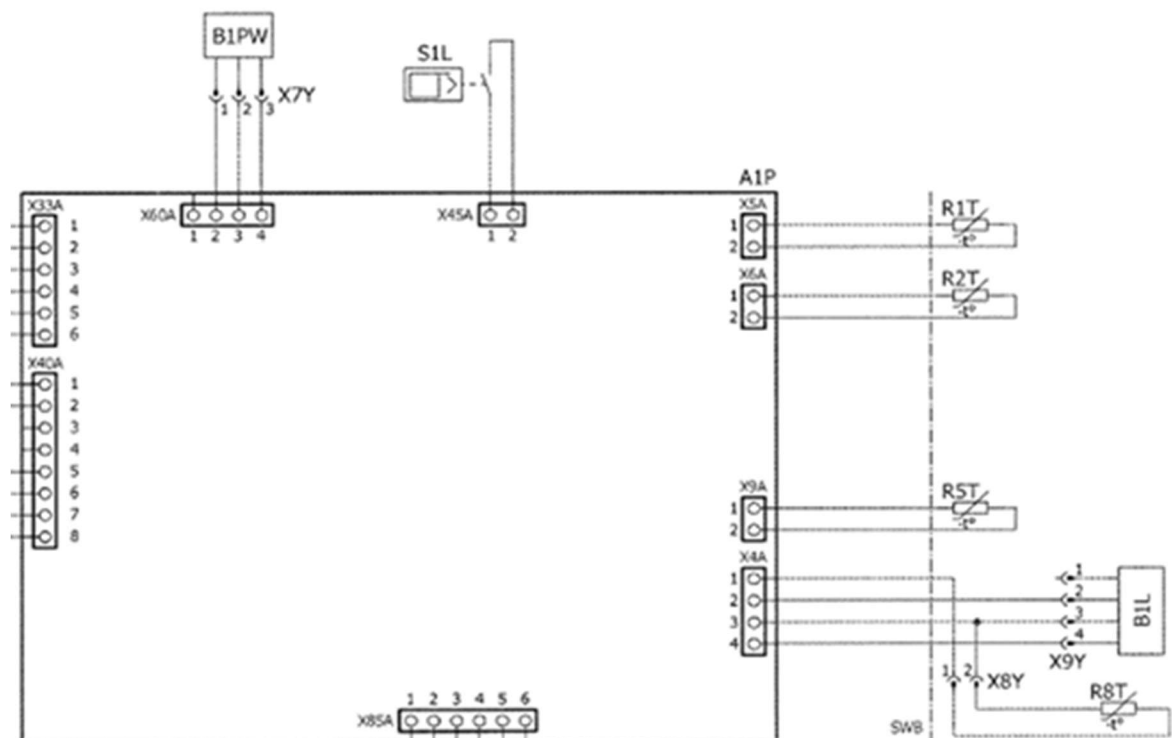 B1PW
S1L
1 2 3 X7Y
A1P
X33A
X60A
X45A
X5A
R1T
1
2
3
4
5
6
1 2 3 4
1 2
1
2
-t°
X6A
R2T
1
2
-t°
X40A
1
2
3
4
5
6
7
8
X9A
R5T
1
2
-t°
X4A
1
2
3
4
1
2
3
4
B1L
X9Y
1 2 X8Y
R8T
-t°
1 2 3 4 5 6
X85A
SWB